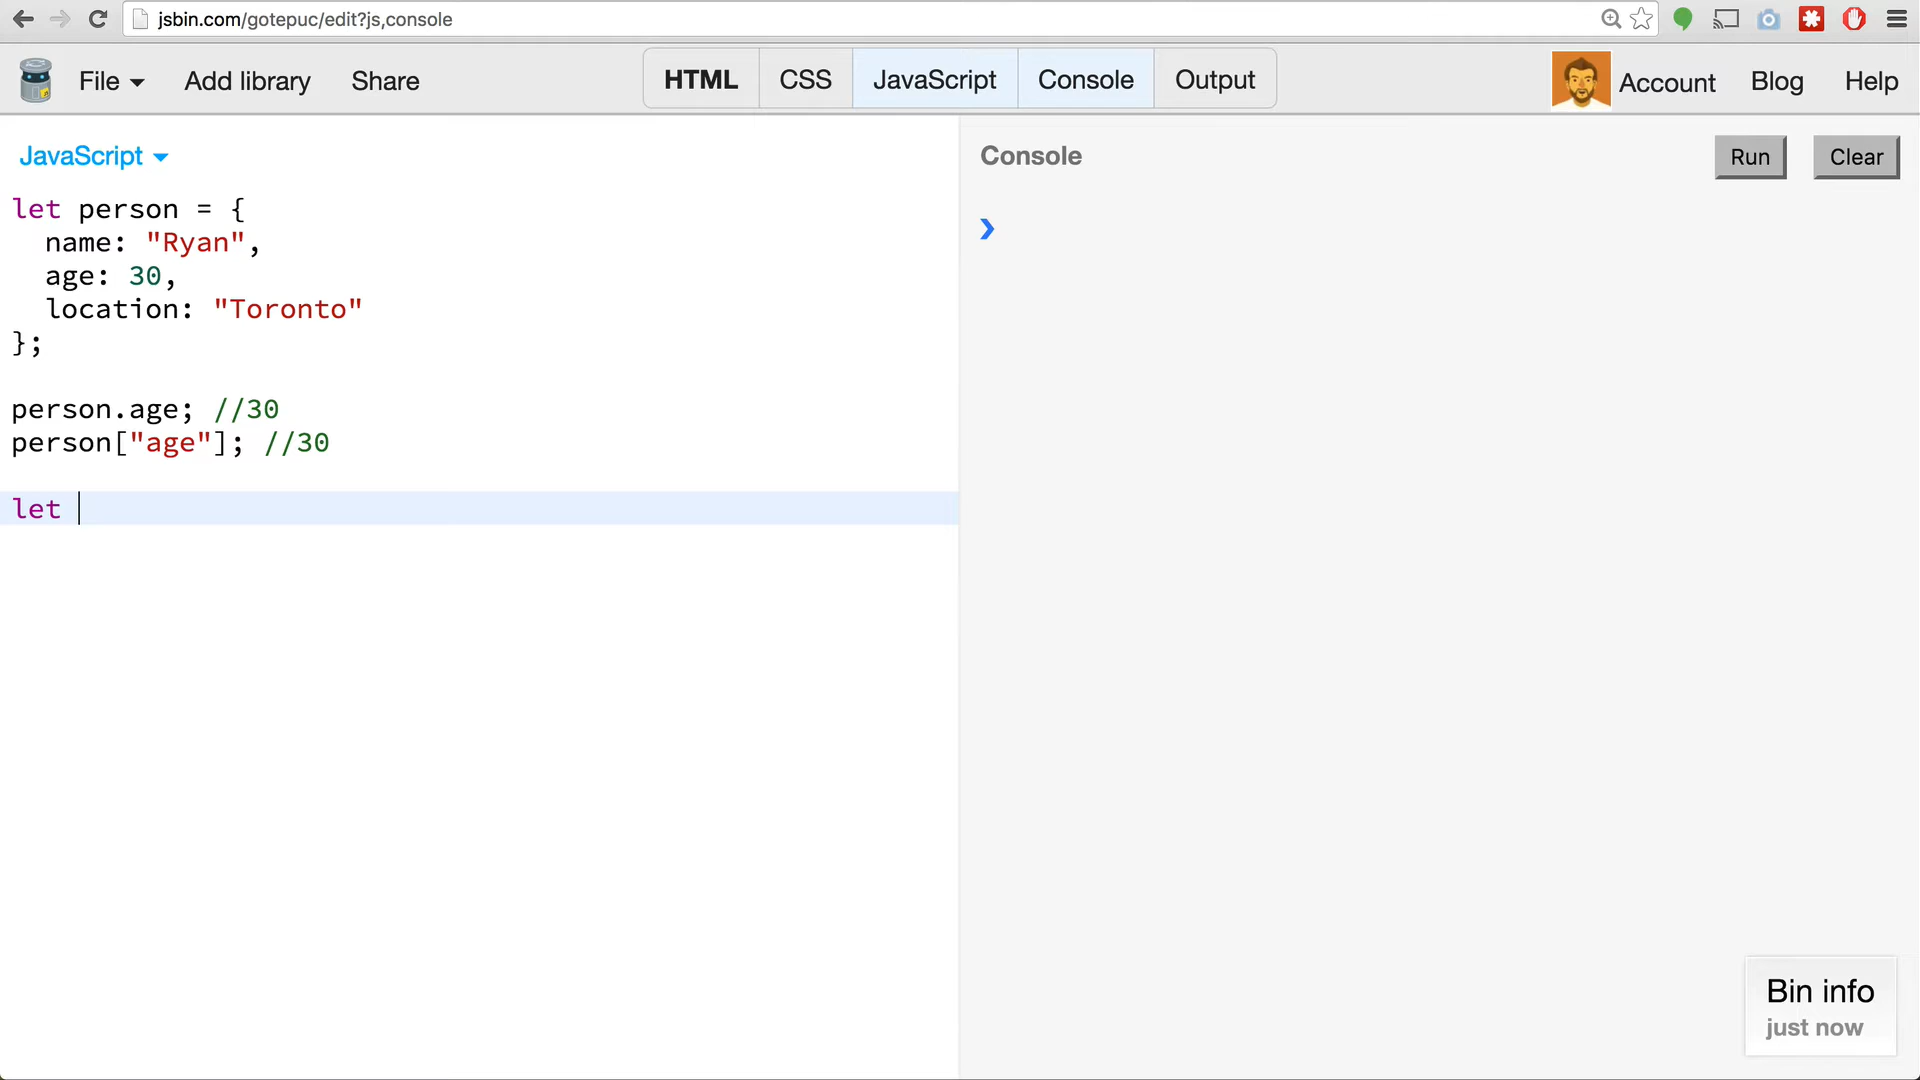 jsbin.com/gotepuc/edit?js,console
File Add library Share HTML CSS JavaScript Console Output Account Blog Help
JavaScript
let person = {
  name: "Ryan",
  age: 30,
  location: "Toronto"
};
person.age; //30
person["age"]; //30
let
Console Run Clear
Bin info
just now